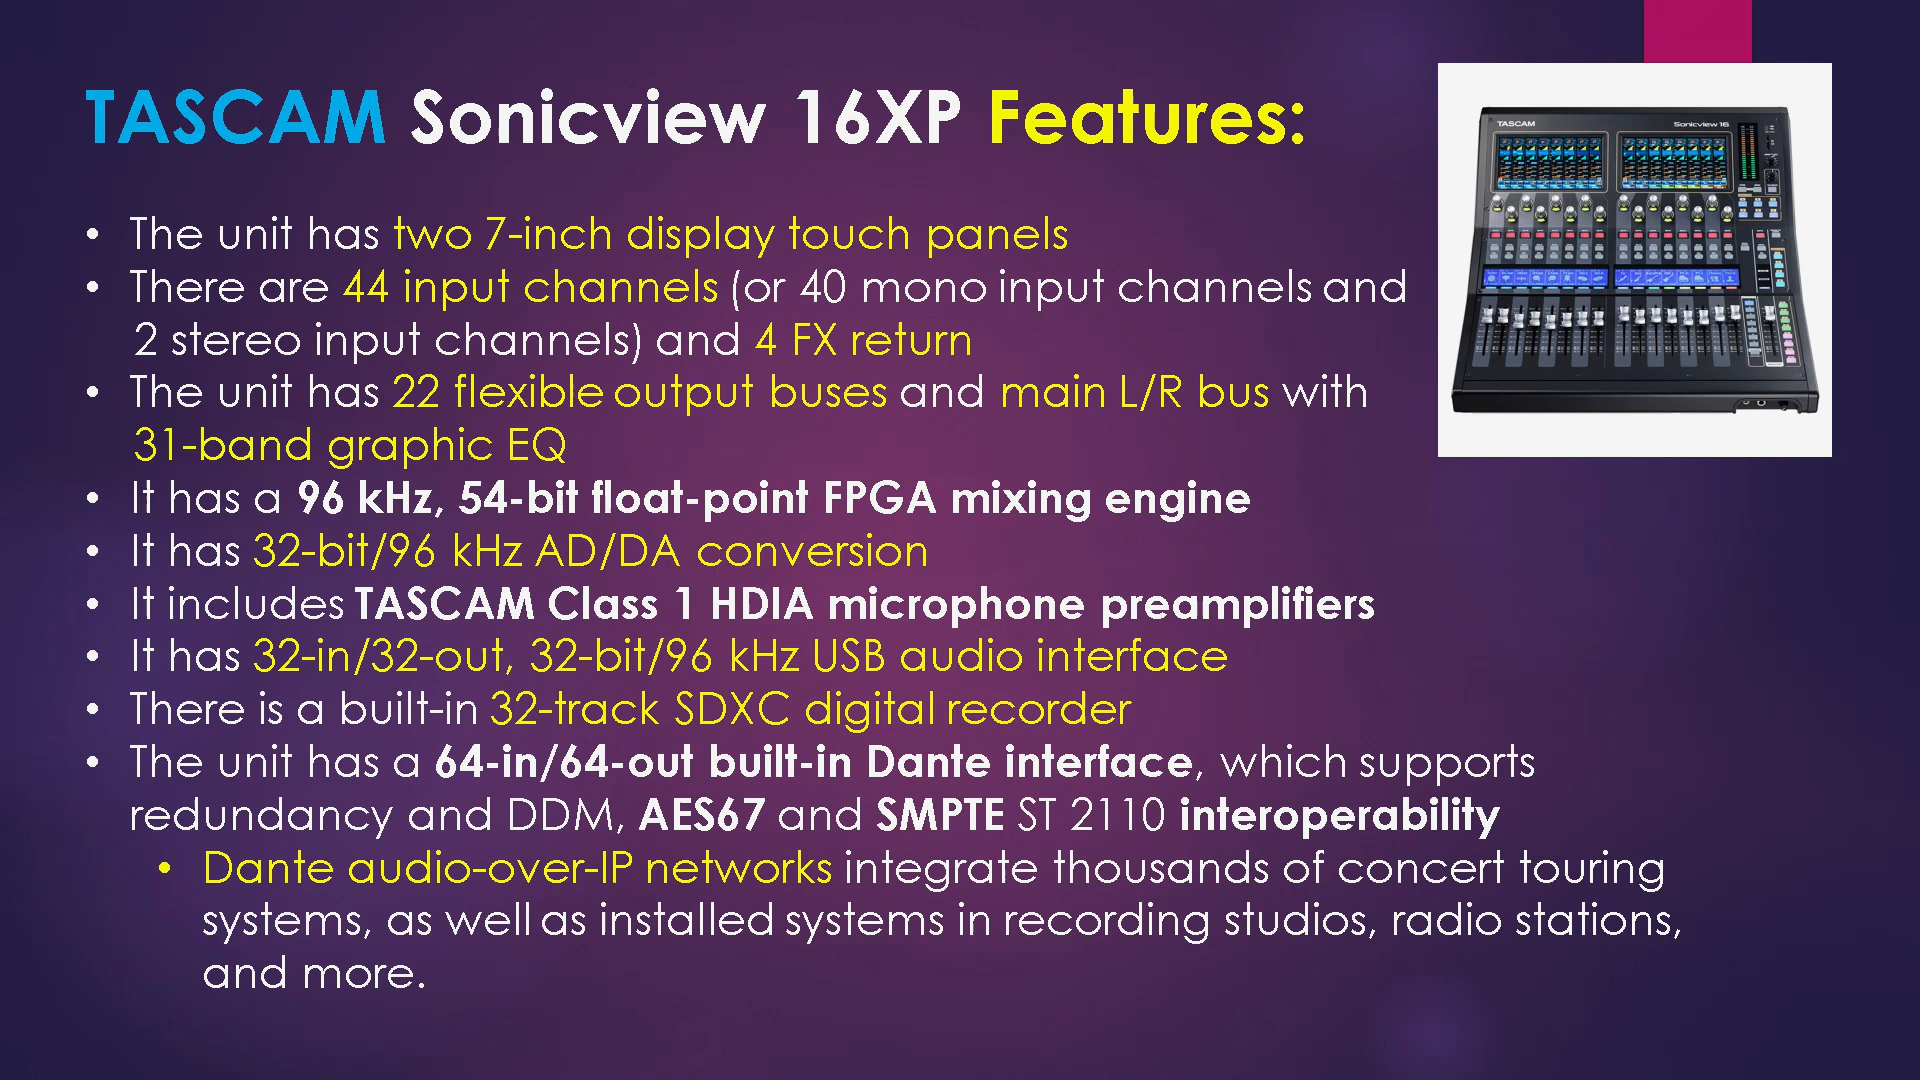 TASCAM Sonicview 16XP Features:
• The unit has two 7-inch display touch panels
• There are 44 input channels (or 40 mono input channels and
2 stereo input channels) and 4 FX return
• The unit has 22 flexible output buses and main L/R bus with
31-band graphic EQ
• It has a 96 kHz, 54-bit float-point FPGA mixing engine
• It has 32-bit/96 kHz AD/DA conversion
• It includes TASCAM Class 1 HDIA microphone preamplifiers
• It has 32-in/32-out, 32-bit/96 kHz USB audio interface
• There is a built-in 32-track SDXC digital recorder
• The unit has a 64-in/64-out built-in Dante interface, which supports
redundancy and DDM, AES67 and SMPTE ST 2110 interoperability
• Dante audio-over-IP networks integrate thousands of concert touring
systems, as well as installed systems in recording studios, radio stations,
and more.
TASCAM
Sonicview 16